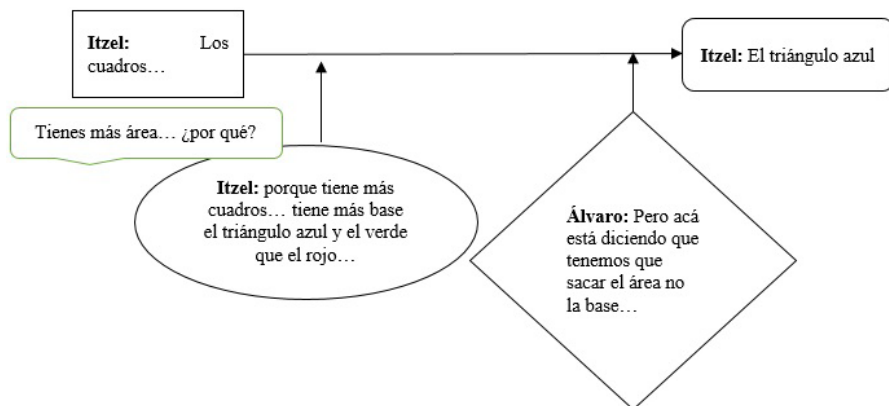 Itzel: Los
cuadros…
Itzel: El triángulo azul
Tienes más área… ¿por qué?
Itzel: porque tiene más
cuadros… tiene más base
el triángulo azul y el verde
que el rojo…
Álvaro: Pero acá
está diciendo que
tenemos que
sacar el área no
la base…